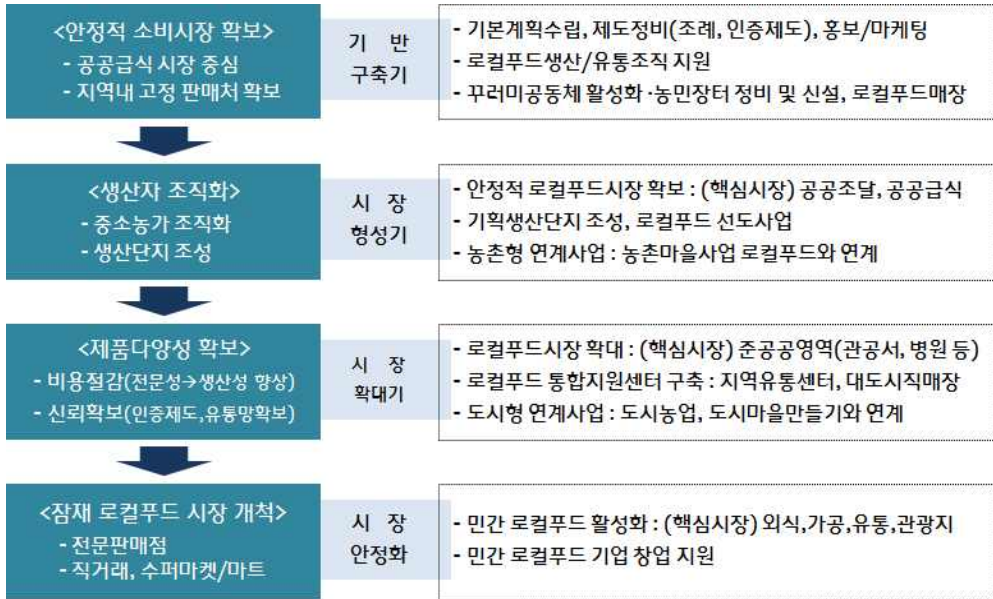 <안정적 소비시장 확보>
- 공공급식 시장 중심
- 지역내 고정 판매처 확보
기 반
구축기
- 기본계획수립, 제도정비(조례, 인증제도), 홍보/마케팅
- 로컬푸드생산/유통조직 지원
- 꾸러미공동체 활성화 ·농민장터 정비 및 신설, 로컬푸드매장
<생산자 조직화>
- 중소농가 조직화
- 생산단지 조성
시 장
형성기
- 안정적 로컬푸드시장 확보 : (핵심시장) 공공조달, 공공급식
- 기획생산단지 조성, 로컬푸드 선도사업
- 농촌형 연계사업 : 농촌마을사업 로컬푸드와 연계
<제품다양성 확보>
- 비용절감(전문성→생산성 향상)
- 신뢰확보(인증제도,유통망확보)
시 장
확대기
- 로컬푸드시장 확대 : (핵심시장) 준공공영역(관공서, 병원 등)
- 로컬푸드 통합지원센터 구축 : 지역유통센터, 대도시직매장
- 도시형 연계사업 : 도시농업, 도시마을만들기와 연계
<잠재 로컬푸드 시장 개척>
- 전문판매점
- 직거래, 수퍼마켓/마트
시 장
안정화
- 민간 로컬푸드 활성화 : (핵심시장) 외식,가공,유통,관광지
- 민간 로컬푸드 기업 창업 지원